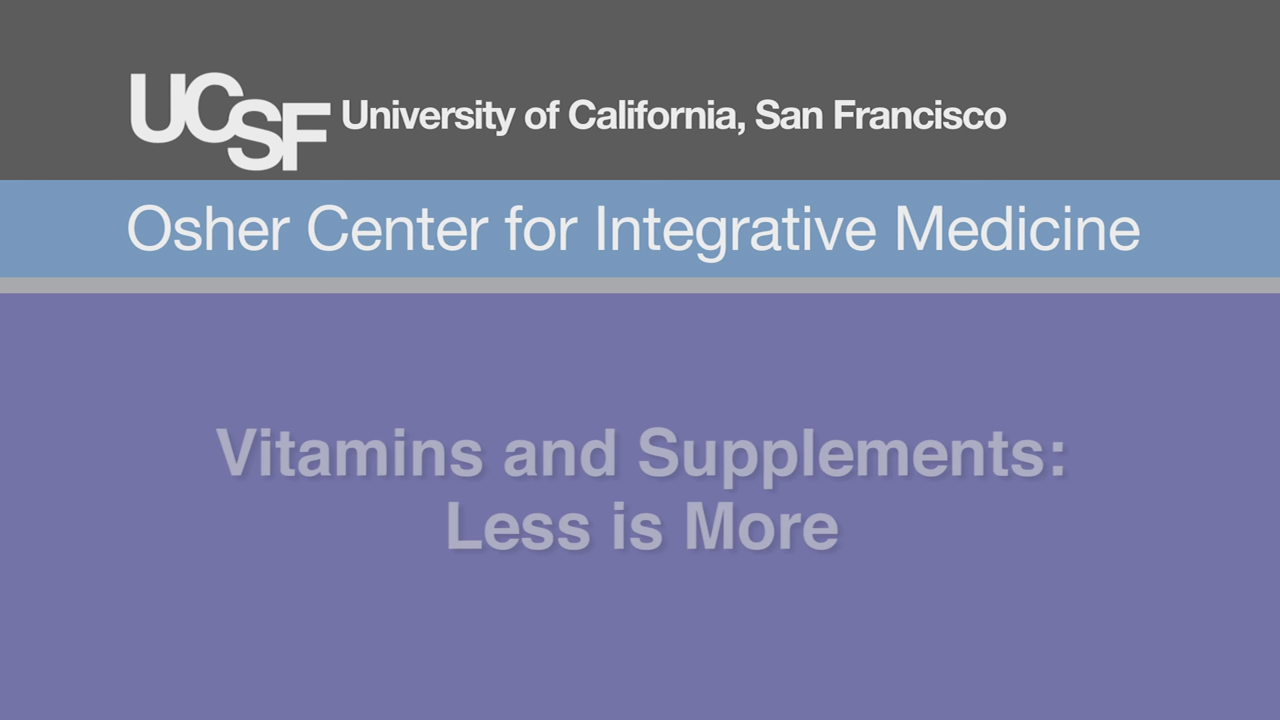 UCSF University of California, San Francisco
Osher Center for Integrative Medicine
Vitamins and Supplements:
Less is More